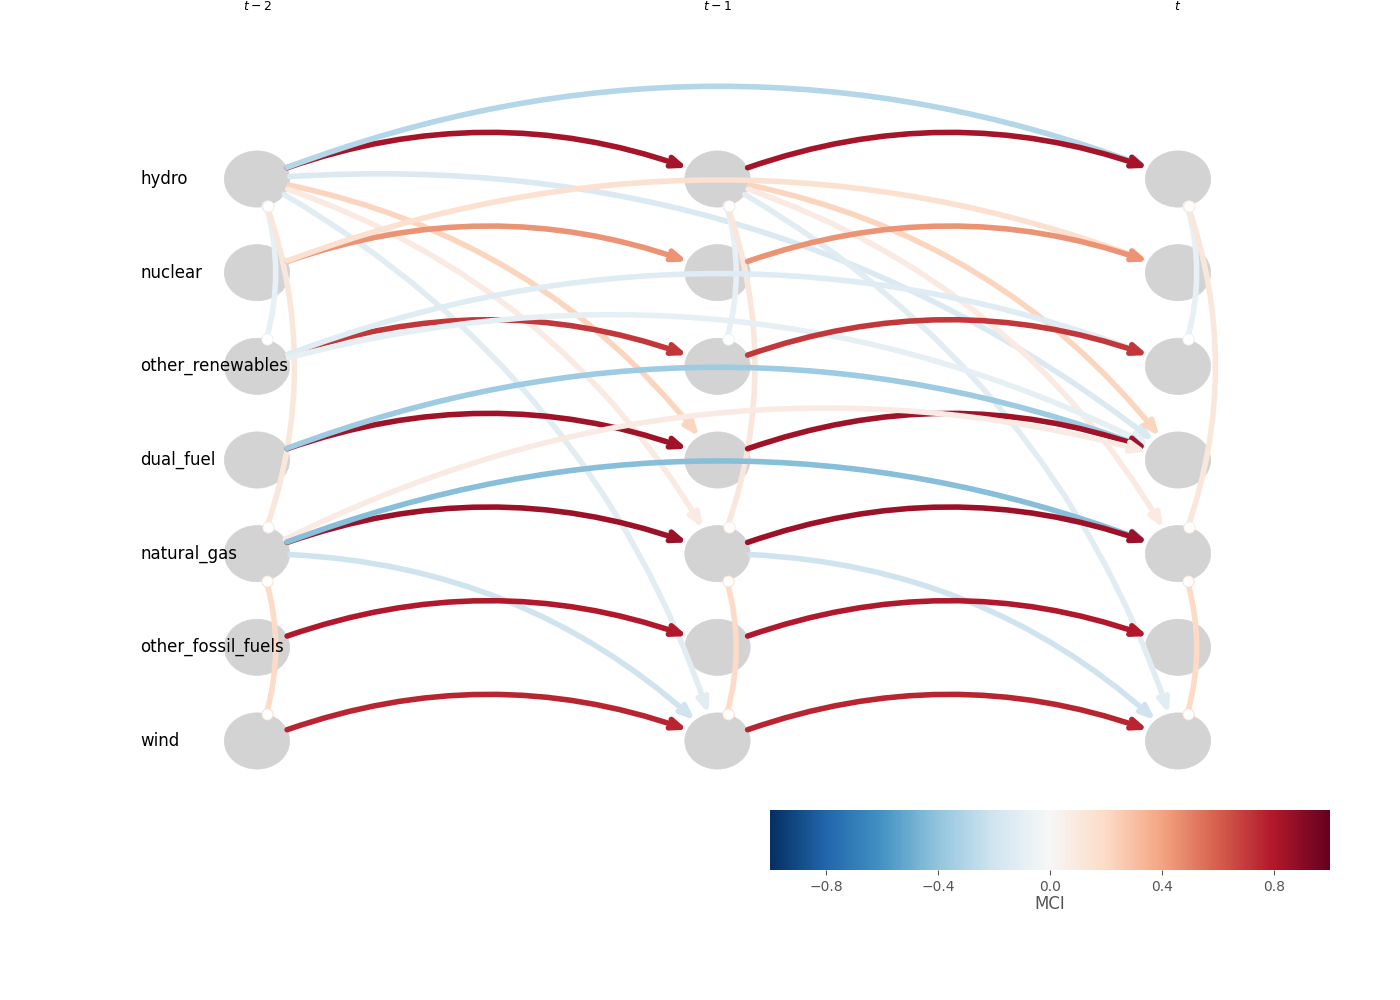 t − 2 t − 1 t
hydro
nuclear
other_renewables
dual_fuel
natural_gas
other_fossil_fuels
wind
−0.8 −0.4 0.0 0.4 0.8
MCI